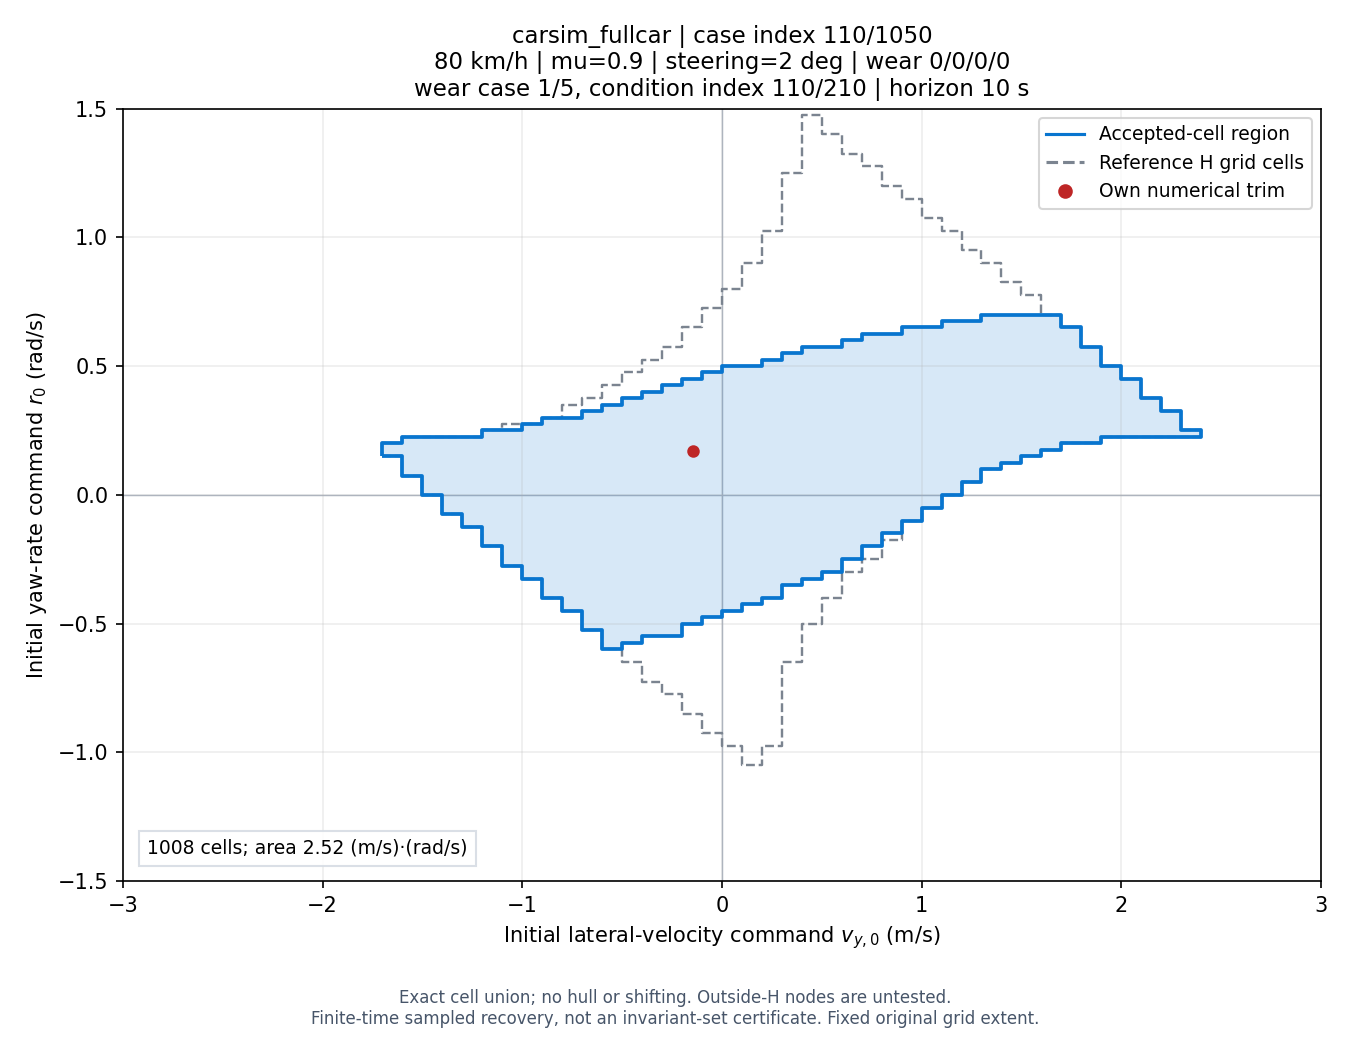 carsim_fullcar | case index 110/1050
80 km/h | mu=0.9 | steering=2 deg | wear 0/0/0/0
wear case 1/5, condition index 110/210 | horizon 10 s
Accepted-cell region
Reference H grid cells
Own numerical trim
1.5
1.0
0.5
0.0
−0.5
−1.0
−1.5
Initial yaw-rate command r0 (rad/s)
1008 cells; area 2.52 (m/s)·(rad/s)
−3
−2
−1
0
1
2
3
Initial lateral-velocity command vy,0 (m/s)
Exact cell union; no hull or shifting. Outside-H nodes are untested.
Finite-time sampled recovery, not an invariant-set certificate. Fixed original grid extent.